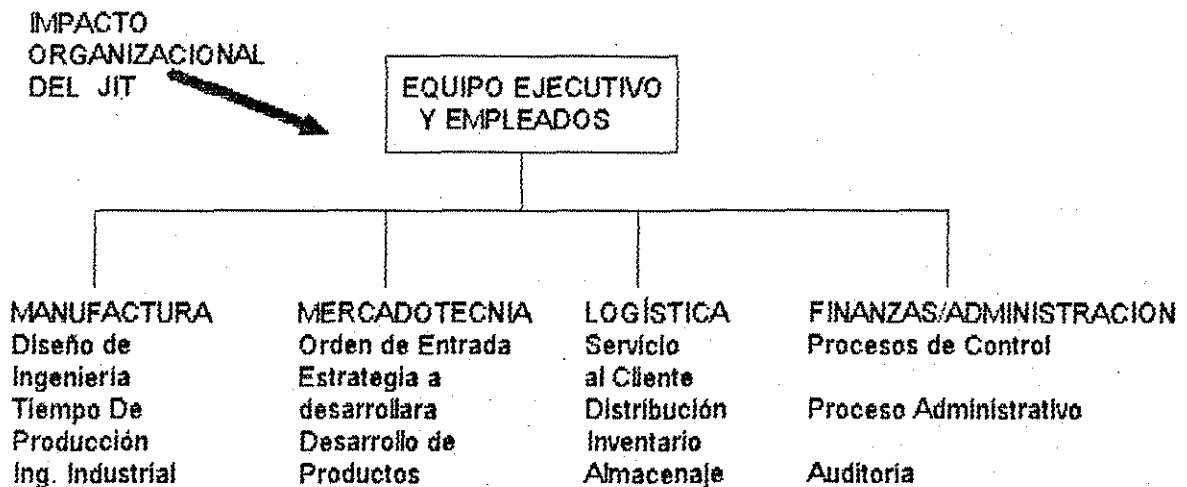 IMPACTO
ORGANIZACIONAL
DEL JIT
EQUIPO EJECUTIVO
Y EMPLEADOS
MANUFACTURA
Diseño de
Ingeniería
Tiempo De
Producción
Ing. Industrial
MERCADOTECNIA
Orden de Entrada
Estrategia a
desarrollara
Desarrollo de
Productos
LOGÍSTICA
Servicio
al Cliente
Distribución
Inventario
Almacenaje
FINANZAS/ADMINISTRACION
Procesos de Control
Proceso Administrativo
Auditoria